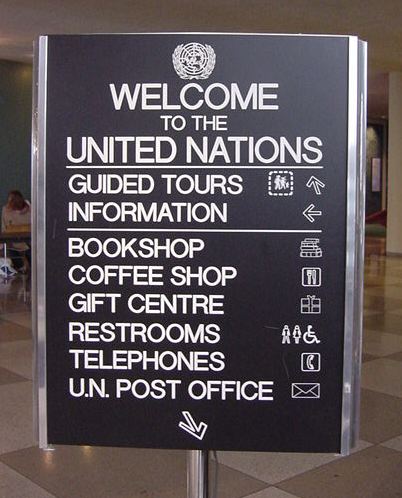 WELCOME
TO THE
UNITED NATIONS
GUIDED TOURS
INFORMATION
BOOKSHOP
COFFEE SHOP
GIFT CENTRE
RESTROOMS
TELEPHONES
U.N. POST OFFICE